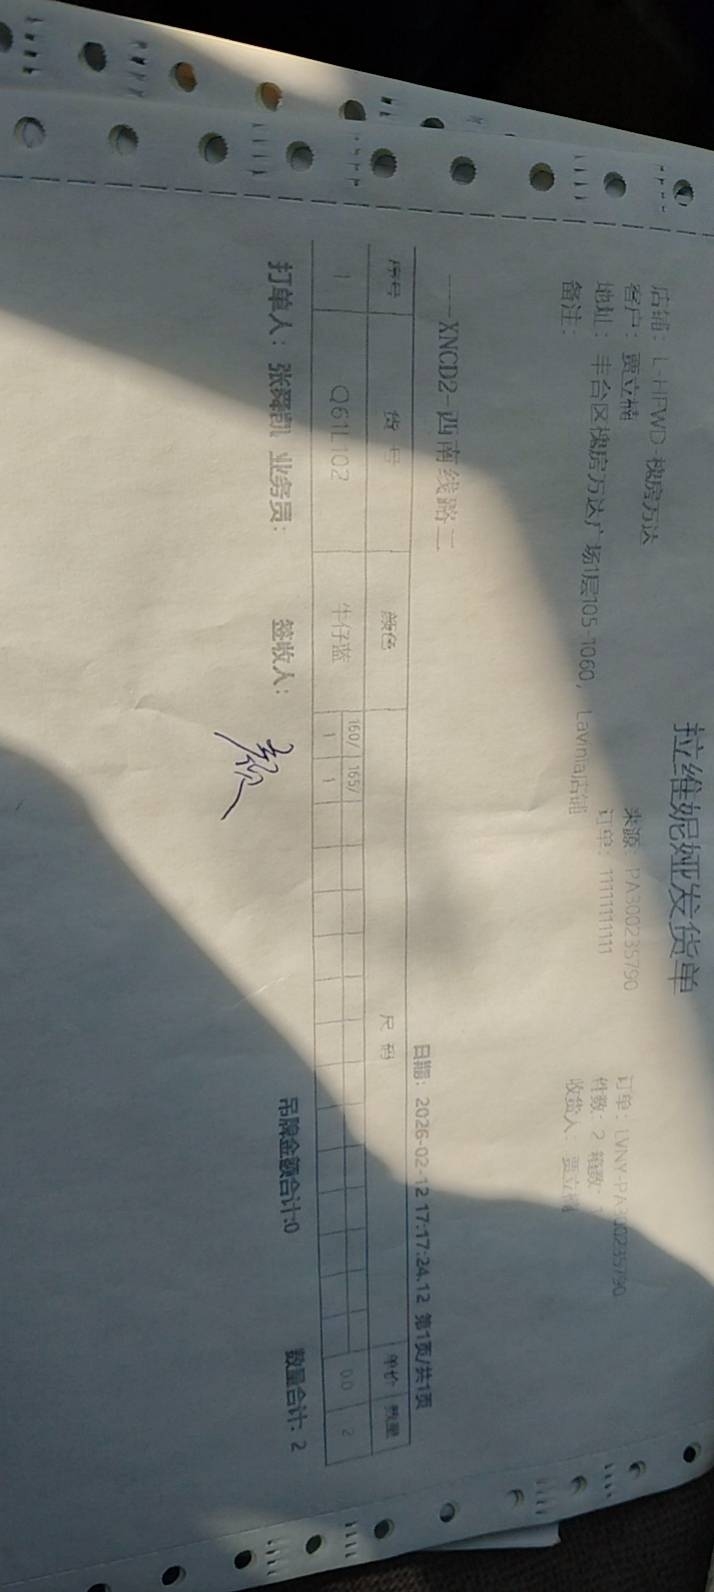 拉维妮娅发货单
店铺：L-HFWD-槐房万达 来源：PA300235790 订单：LVNY-PA300235790
客户：贾立楠 订单：11111111111 件数：2 箱数：1
地址：丰台区槐房万达广场1层105-1060，Lavinia店铺 收货人：贾立楠
备注：
----XNCD2-西南线路二 日期：2026-02-12 17:17:24.12 第1页/共1页
序号 货号 颜色 尺码 单价 数量
1 Q61L102 牛仔蓝 160/ 165/ 0.0 2
1 1
打单人：张舜凯 业务员： 签收人： 吊牌金额合计:0 数量合计: 2